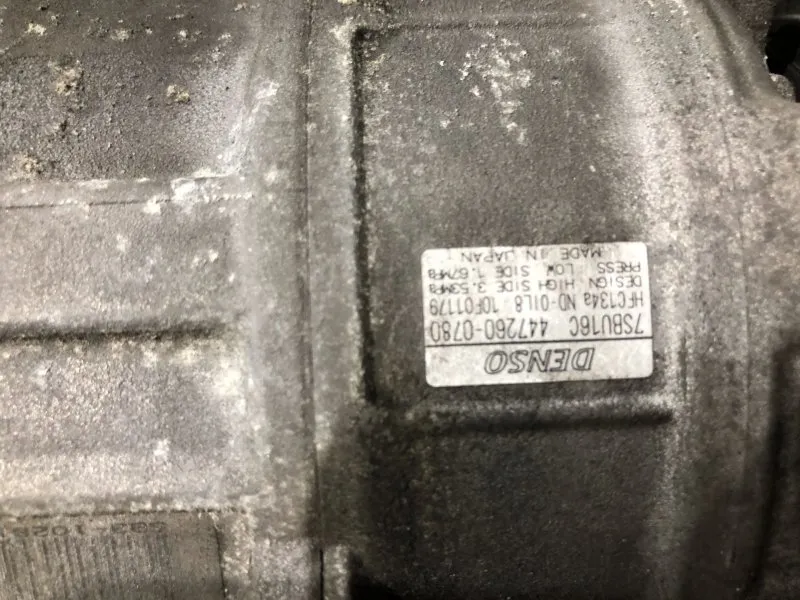 DENSO
7SBU16C 447260-0780
HFC134a ND-OIL8 10F01179
DESIGN HIGH SIDE 3.53MPa
PRESS LOW SIDE 1.67MPa
MADE IN JAPAN